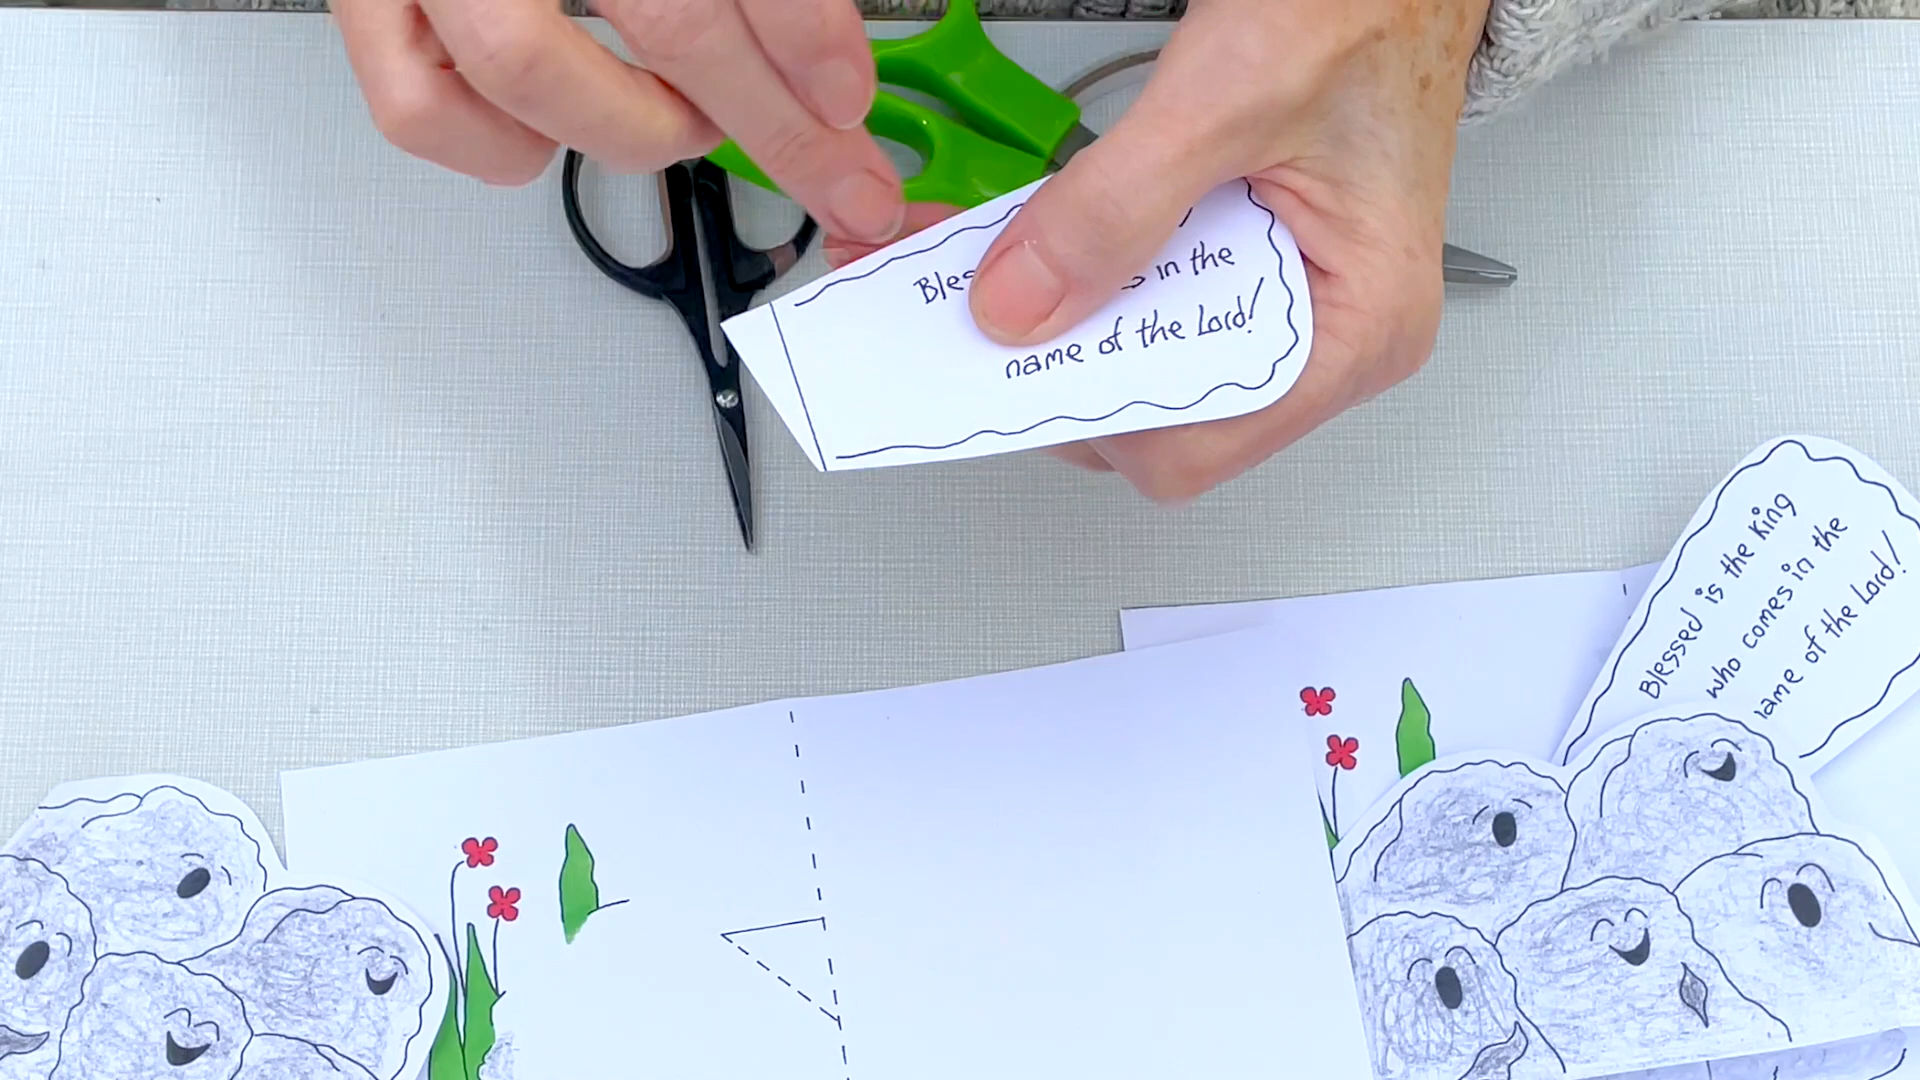 Bles
in the
name of the Lord!
Blessed is the King
who comes in the
name of the Lord!